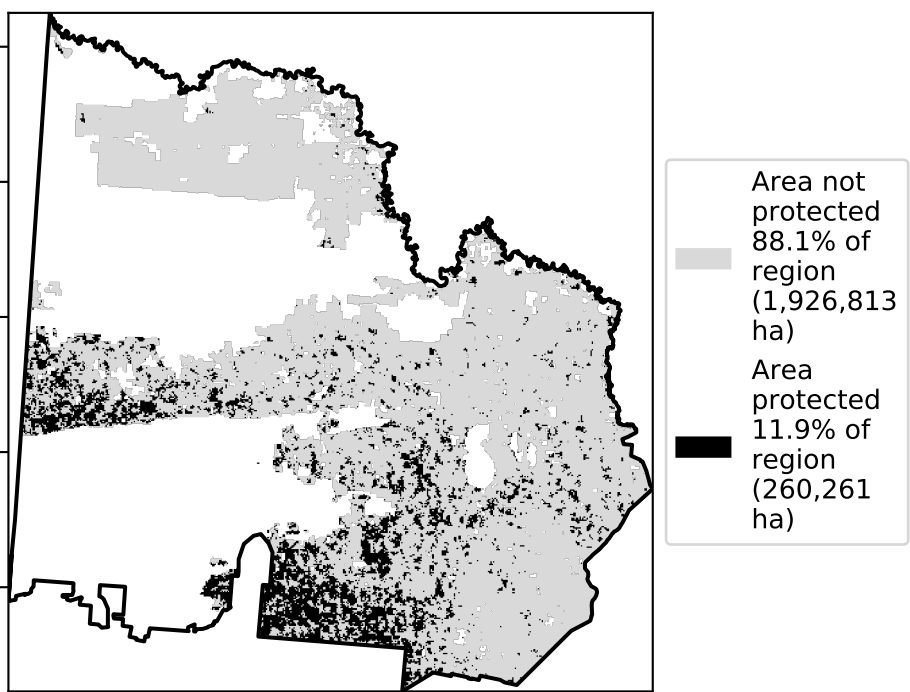 Area not
protected
88.1% of
region
(1,926,813
ha)
Area
protected
11.9% of
region
(260,261
ha)